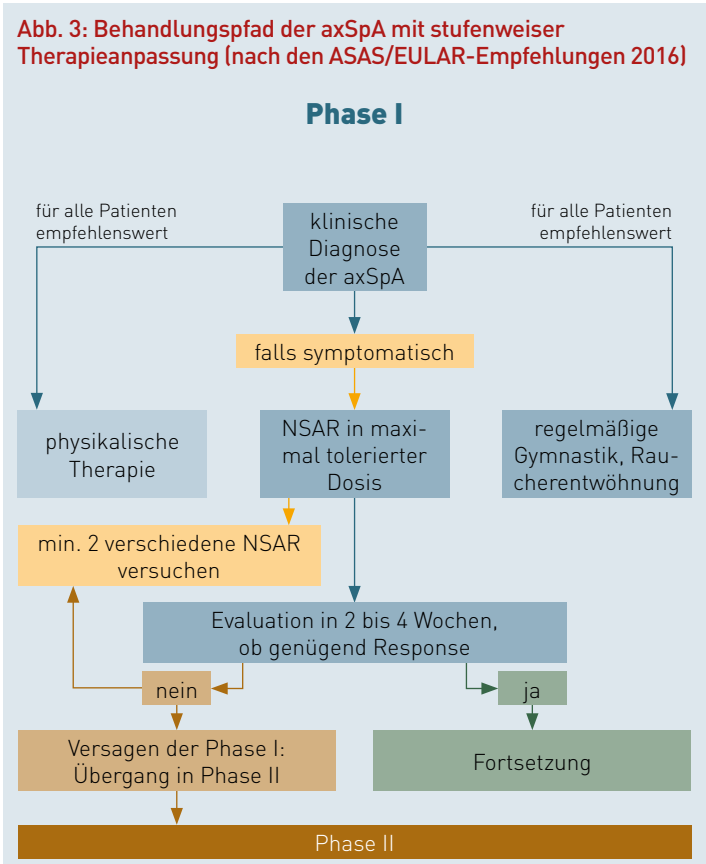 Abb. 3: Behandlungspfad der axSpA mit stufenweiser
Therapieanpassung (nach den ASAS/EULAR-Empfehlungen 2016)
Phase I
für alle Patienten
empfehlenswert
klinische
Diagnose
der axSpA
für alle Patienten
empfehlenswert
falls symptomatisch
physikalische
Therapie
NSAR in maxi-
mal tolerierter
Dosis
regelmäßige
Gymnastik, Rau-
cherentwöhnung
min. 2 verschiedene NSAR
versuchen
Evaluation in 2 bis 4 Wochen,
ob genügend Response
nein
ja
Versagen der Phase I:
Übergang in Phase II
Fortsetzung
Phase II